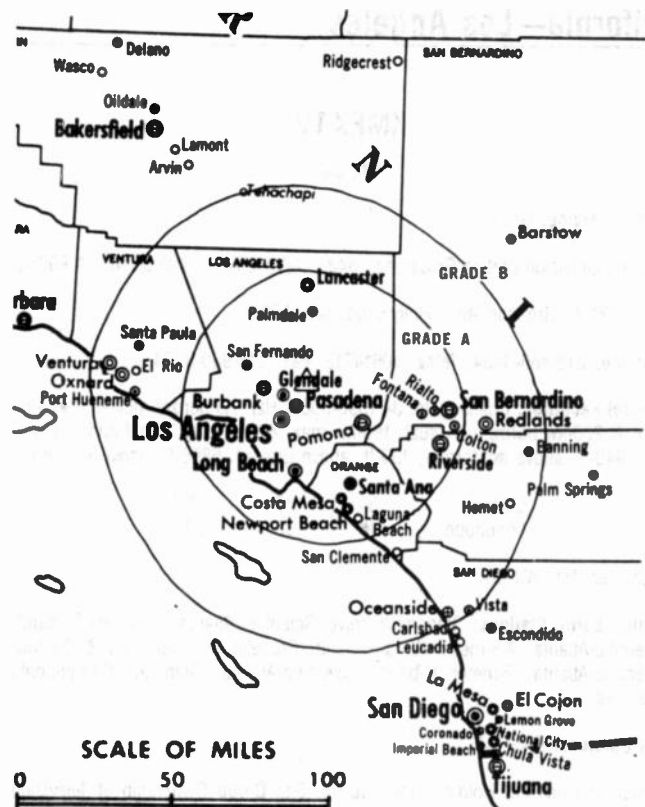 Delano
SAN BERNARDINO
Wasco
Ridgecrest
Oildale
Bakersfield
Lamont
Arvin
N
Tehachapi
Barstow
VENTURA
LOS ANGELES
GRADE B
Lancaster
rbara
Palmdale
Santa Paula
GRADE A
San Fernando
Ventura
El Rio
Oxnard
Glendale
Port Hueneme
Burbank
Pasadena
Fontana
Rialto
San Bernardino
Redlands
Los Angeles
Pomona
Colton
Banning
Riverside
Long Beach
ORANGE
Palm Springs
Santa Ana
Costa Mesa
Hemet
Newport Beach
Laguna
Beach
San Clemente
SAN DIEGO
Oceanside
Vista
Carlsbad
Leucadia
Escondido
La Mesa
El Cojon
San Diego
Lemon Grove
Coronado
National City
Imperial Beach
Chula Vista
Tijuana
SCALE OF MILES
0 50 100